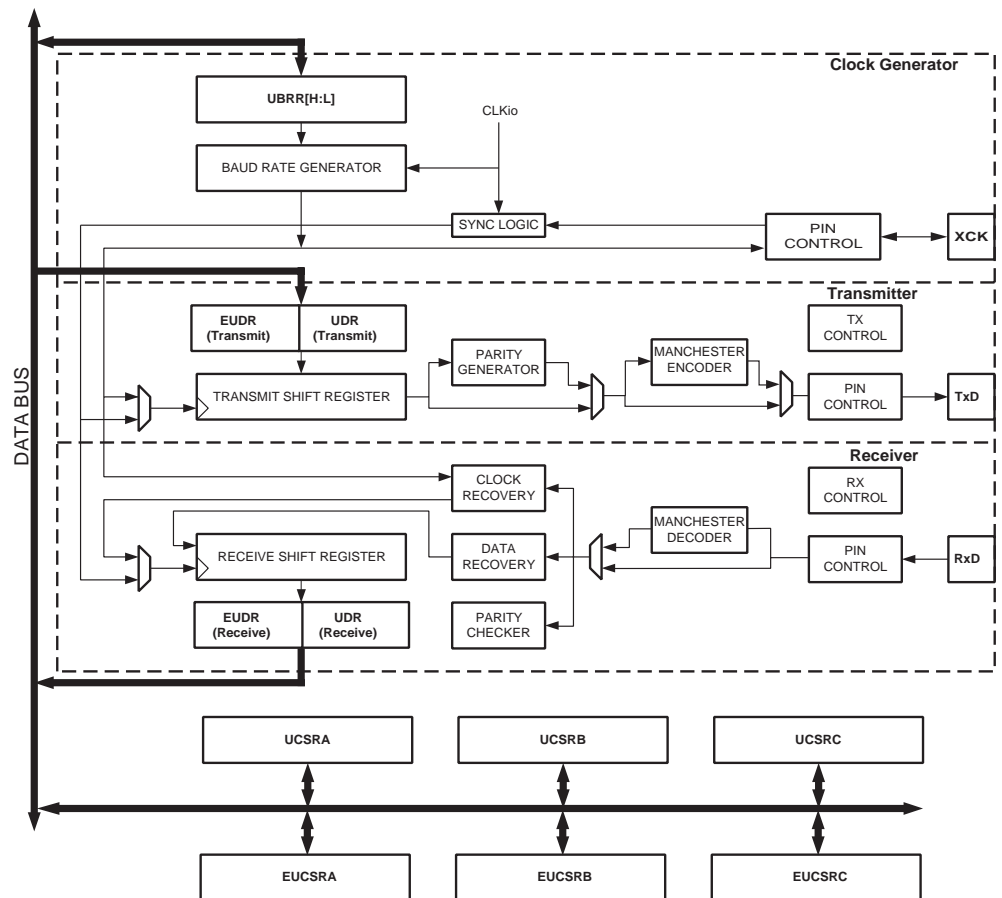 Clock Generator
UBRR[H:L]
CLKio
BAUD RATE GENERATOR
SYNC LOGIC
PIN
CONTROL
XCK
DATA BUS
Transmitter
EUDR
(Transmit)
UDR
(Transmit)
TX
CONTROL
PARITY
GENERATOR
MANCHESTER
ENCODER
TRANSMIT SHIFT REGISTER
PIN
CONTROL
TxD
Receiver
CLOCK
RECOVERY
RX
CONTROL
MANCHESTER
DECODER
RECEIVE SHIFT REGISTER
DATA
RECOVERY
PIN
CONTROL
RxD
EUDR
(Receive)
UDR
(Receive)
PARITY
CHECKER
UCSRA
UCSRB
UCSRC
EUCSRA
EUCSRB
EUCSRC